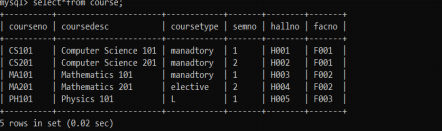 mysql> select*from course;
+----------+----------------------+------------+-------+--------+-------+
| courseno | coursedesc | coursetype | semno | hallno | facno |
+----------+----------------------+------------+-------+--------+-------+
| CS101 | Computer Science 101 | manadtory | 1 | H001 | F001 |
| CS201 | Computer Science 201 | manadtory | 2 | H002 | F001 |
| MA101 | Mathematics 101 | manadtory | 1 | H003 | F002 |
| MA201 | Mathematics 201 | elective | 2 | H004 | F002 |
| PH101 | Physics 101 | L | 1 | H005 | F003 |
+----------+----------------------+------------+-------+--------+-------+
5 rows in set (0.02 sec)